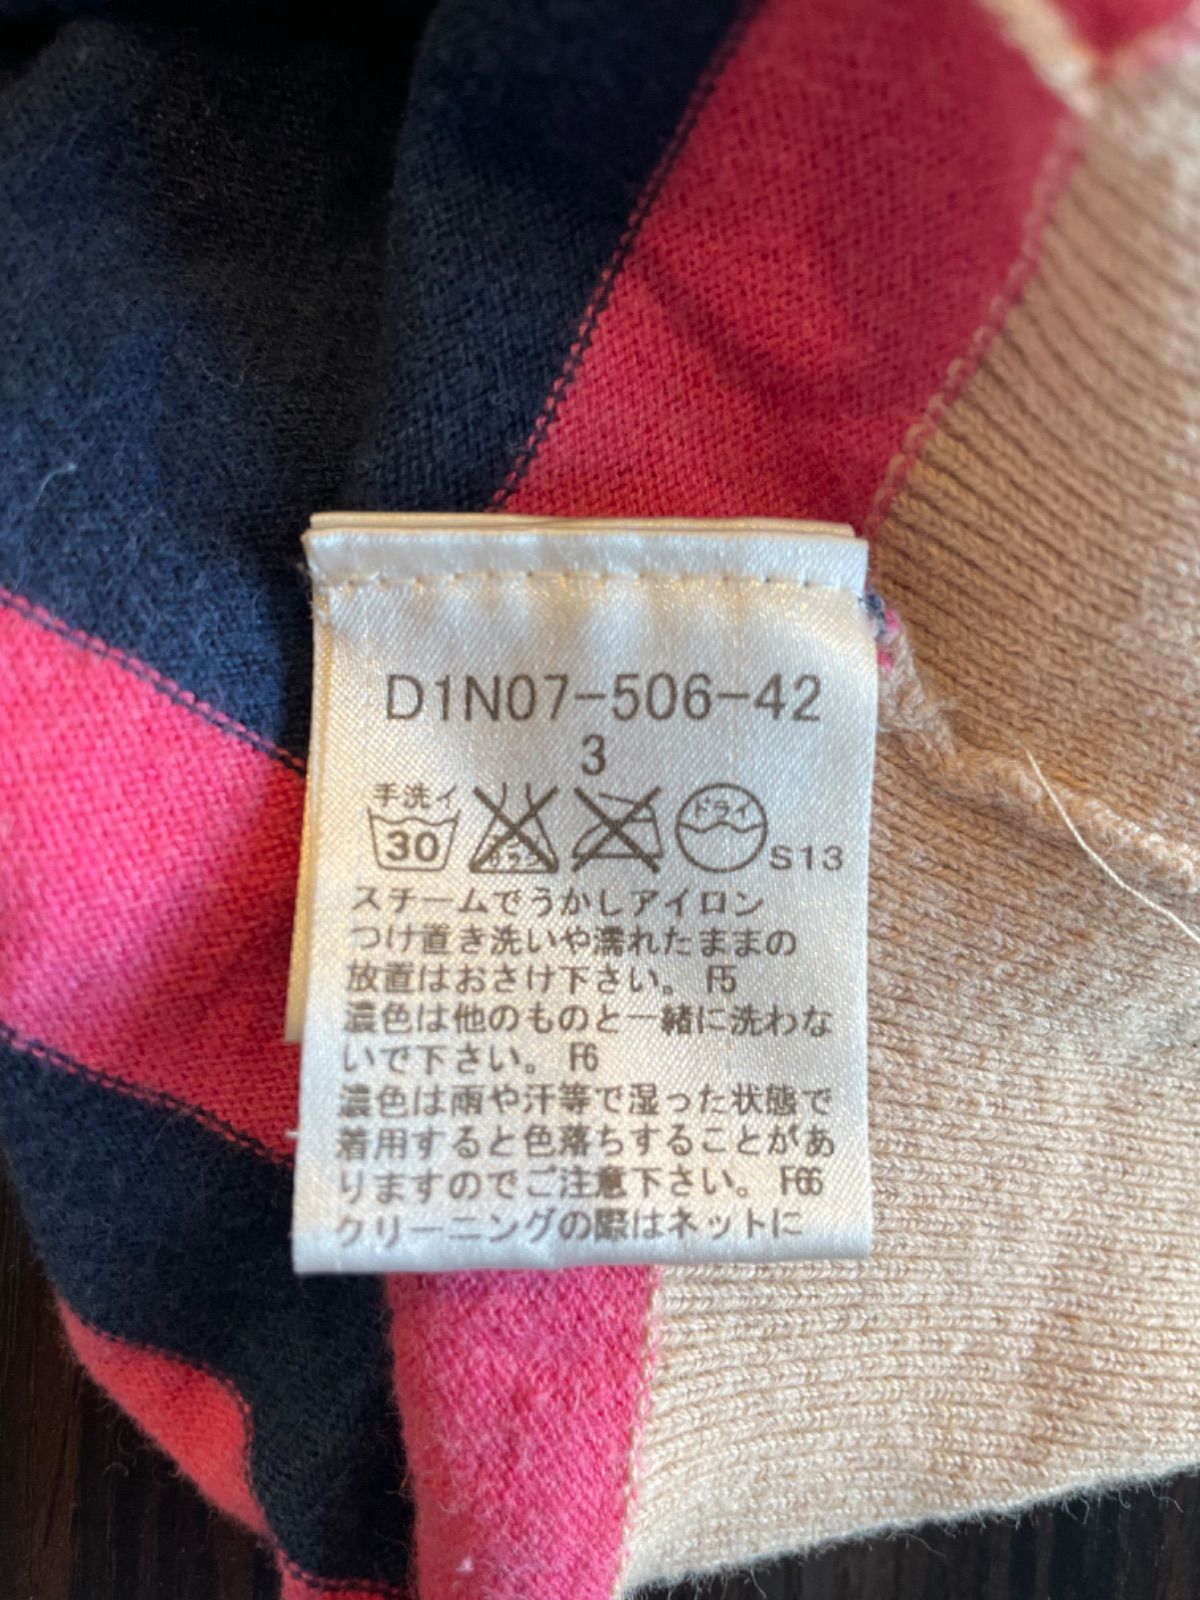 D1N07-506-42
3
手洗イ
30
ドライ
S13
スチームでうかしアイロン
つけ置き洗いや濡れたままの
放置はおさけ下さい。 F5
濃色は他のものと一緒に洗わな
いで下さい。 F6
濃色は雨や汗等で湿った状態で
着用すると色落ちすることがあ
りますのでご注意下さい。 F66
クリーニングの際はネットに